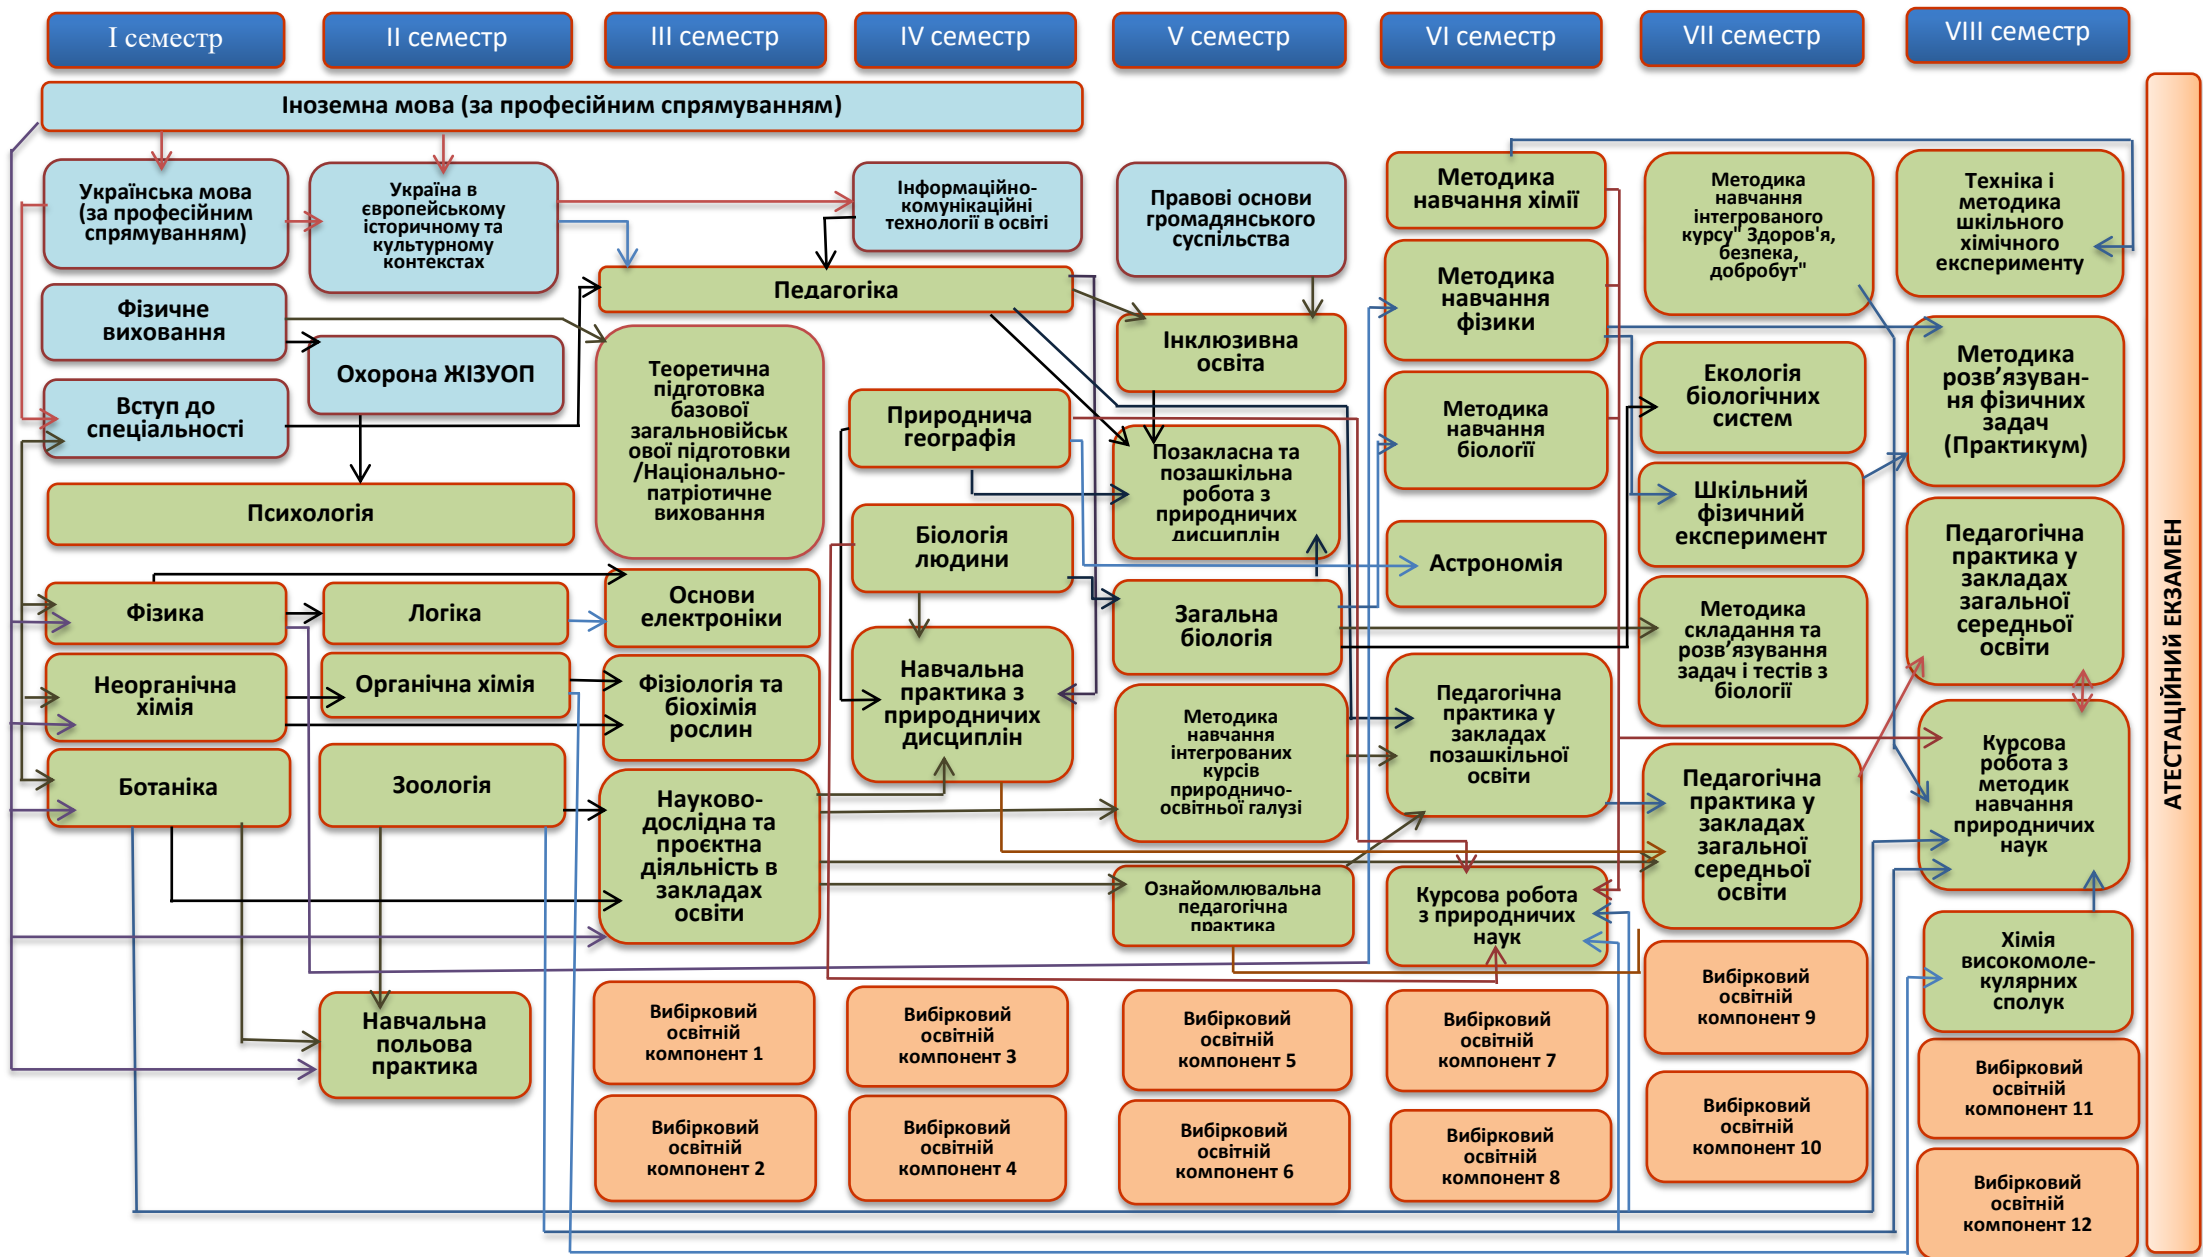 I семестр
II семестр
III семестр
IV семестр
V семестр
VI семестр
VII семестр
VIII семестр
Іноземна мова (за професійним спрямуванням)
Українська мова
(за професійним
спрямуванням)
Україна в
європейському
історичному та
культурному
контекстах
Інформаційно-
комунікаційні
технології в освіті
Правові основи
громадянського
суспільства
Методика
навчання хімії
Методика
навчання
інтегрованого
курсу" Здоров'я,
безпека,
добробут"
Техніка і
методика
шкільного
хімічного
експерименту
Фізичне
виховання
Охорона ЖІЗУОП
Педагогіка
Інклюзивна
освіта
Методика
навчання
фізики
Екологія
біологічних
систем
Методика
розв’язуван-
ня фізичних
задач
(Практикум)
Вступ до
спеціальності
Теоретична
підготовка
базової
загальновійськ
ової підготовки
/Національно-
патріотичне
виховання
Природнича
географія
Позакласна та
позашкільна
робота з
природничих
дисциплін
Методика
навчання
біології
Шкільний
фізичний
експеримент
Психологія
Біологія
людини
Астрономія
Педагогічна
практика у
закладах
загальної
середньої
освіти
Фізика
Логіка
Основи
електроніки
Загальна
біологія
Методика
складання та
розв’язування
задач і тестів з
біології
Неорганічна
хімія
Органічна хімія
Фізіологія та
біохімія
рослин
Навчальна
практика з
природничих
дисциплін
Методика
навчання
інтегрованих
курсів
природничо-
освітньої галузі
Педагогічна
практика у
закладах
позашкільної
освіти
Педагогічна
практика у
закладах
загальної
середньої
освіти
Курсова
робота з
методик
навчання
природничих
наук
Ботаніка
Зоологія
Науково-
дослідна та
проєктна
діяльність в
закладах
освіти
Ознайомлювальна
педагогічна
практика
Курсова робота
з природничих
наук
Хімія
високомоле-
кулярних
сполук
Навчальна
польова
практика
Вибірковий
освітній
компонент 1
Вибірковий
освітній
компонент 3
Вибірковий
освітній
компонент 5
Вибірковий
освітній
компонент 7
Вибірковий
освітній
компонент 9
Вибірковий
освітній
компонент 11
Вибірковий
освітній
компонент 2
Вибірковий
освітній
компонент 4
Вибірковий
освітній
компонент 6
Вибірковий
освітній
компонент 8
Вибірковий
освітній
компонент 10
Вибірковий
освітній
компонент 12
АТЕСТАЦІЙНИЙ ЕКЗАМЕН